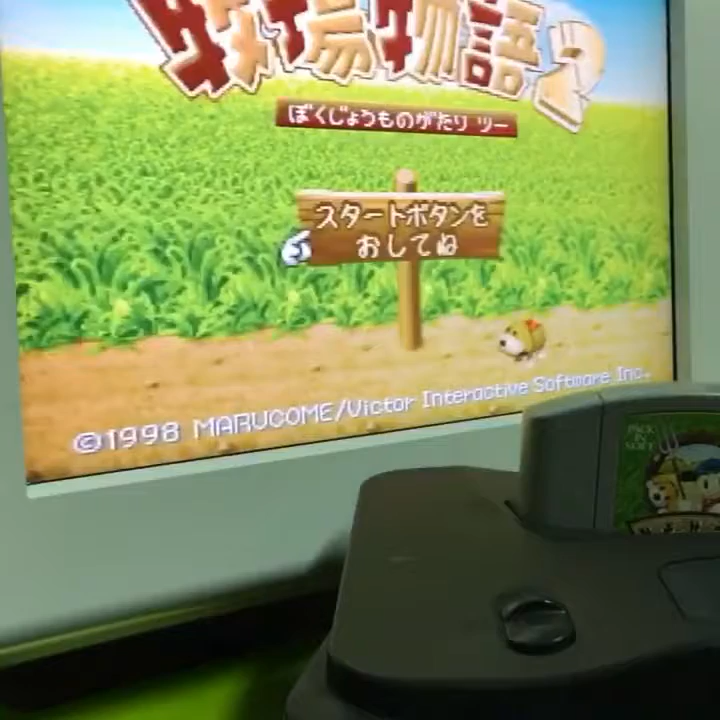 牧場物語2
ぼくじょうものがたり ツー
スタートボタンを
おしてね
©1998 MARUCOME/Victor Interactive Software Inc.